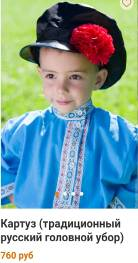 Картуз (традиционный
русский головной убор)
760 руб